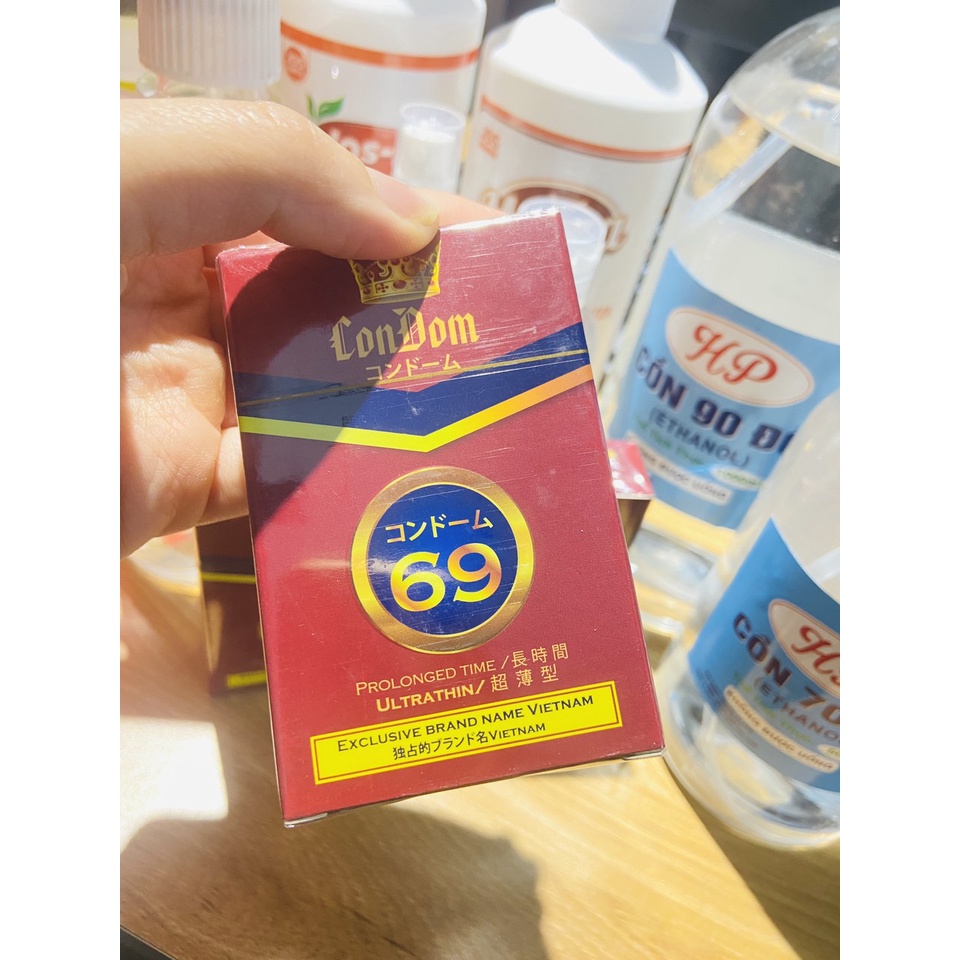 ConDom
コンドーム
コンドーム
69
PROLONGED TIME / 長時間
ULTRATHIN / 超薄型
EXCLUSIVE BRAND NAME VIETNAM
独占的ブランド名VIETNAM
HP
CỒN 90
(ETHANOL)
CỒN 70